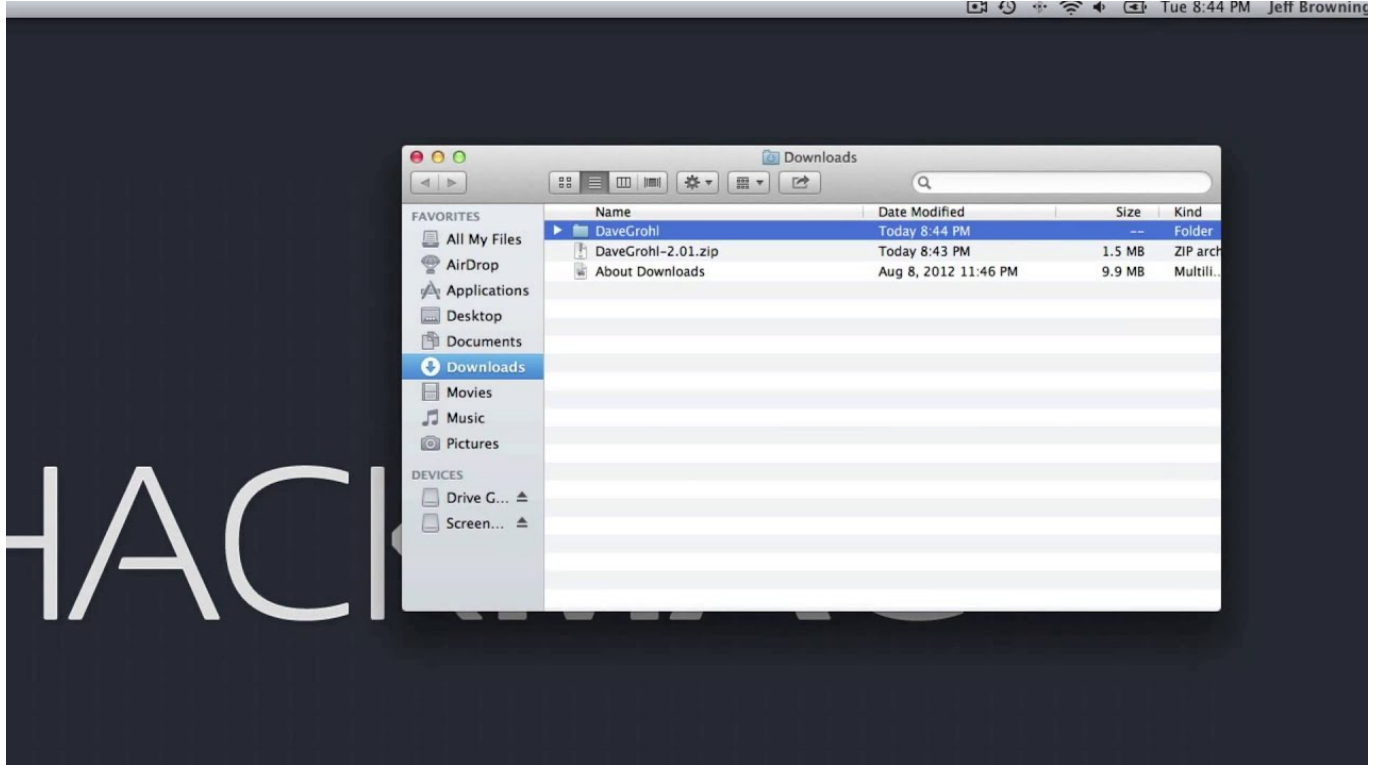 Tue 8:44 PM Jeff Browning
Downloads
FAVORITES
All My Files
AirDrop
Applications
Desktop
Documents
Downloads
Movies
Music
Pictures
DEVICES
Drive G...
Screen...
Name Date Modified Size Kind
DaveGrohl Today 8:44 PM -- Folder
DaveGrohl-2.01.zip Today 8:43 PM 1.5 MB ZIP arch
About Downloads Aug 8, 2012 11:46 PM 9.9 MB Multili...
HACK